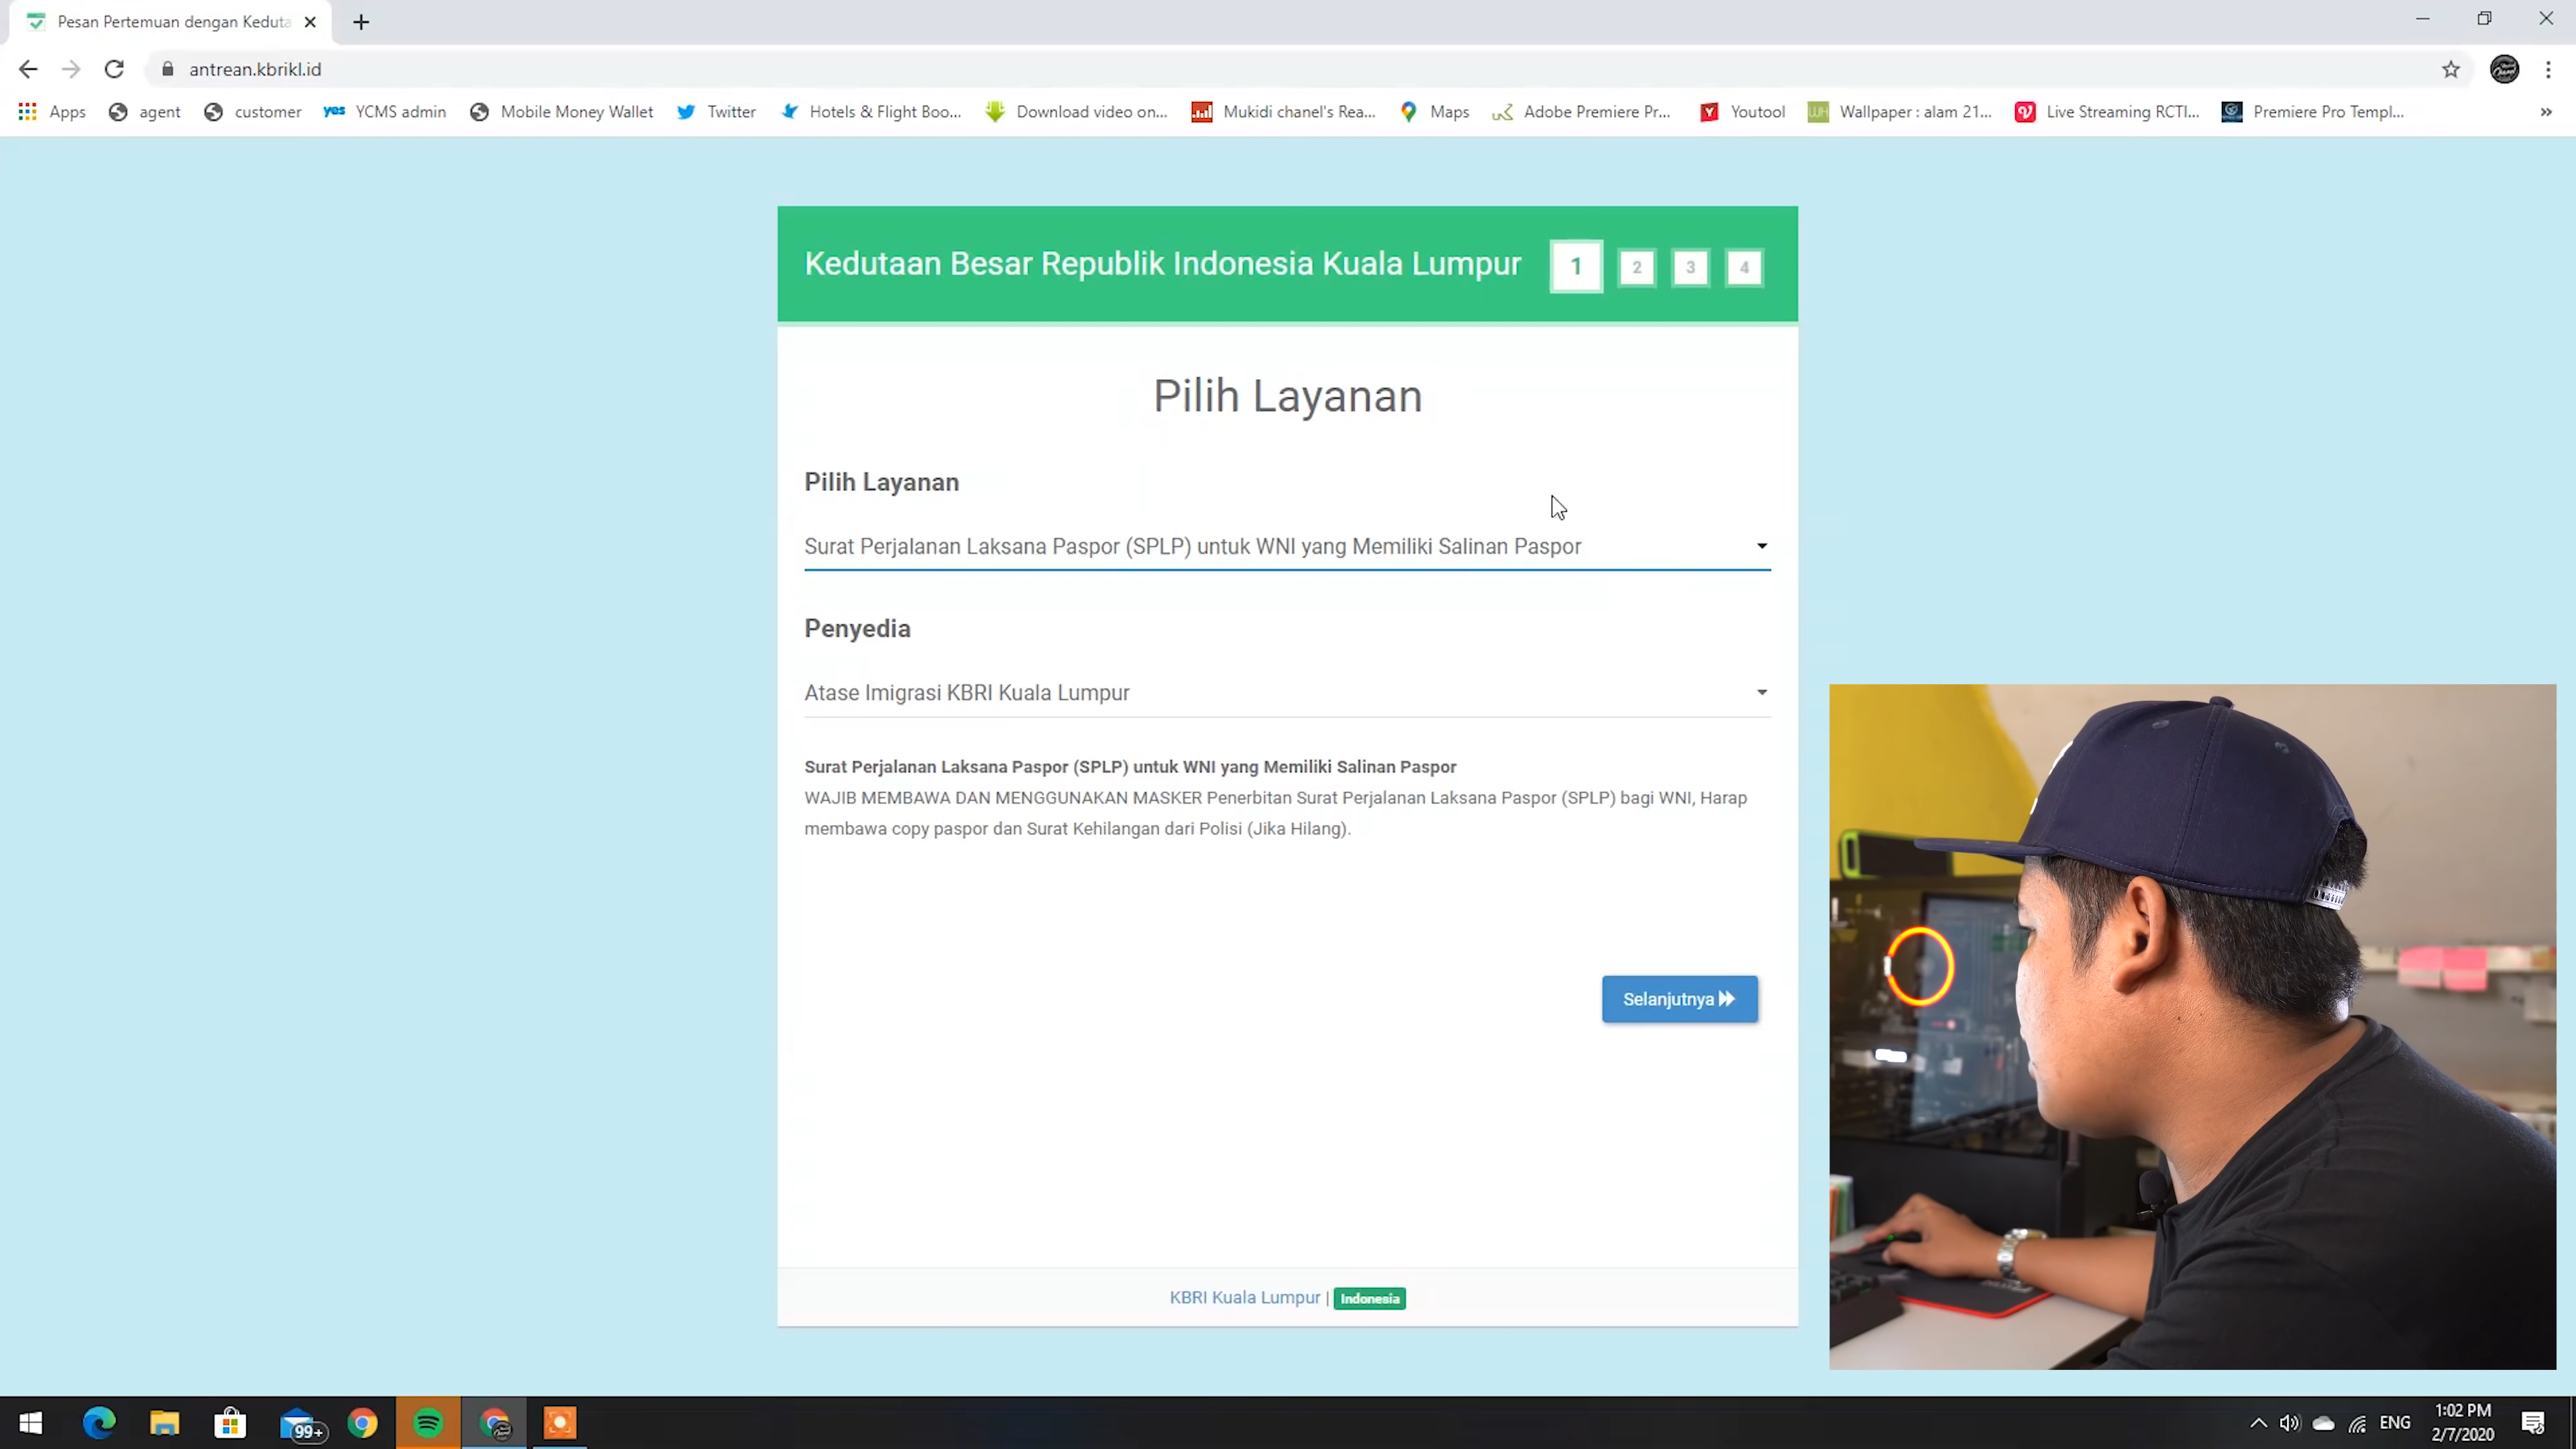 Pesan Pertemuan dengan Keduta
antrean.kbrikl.id
Apps agent customer yes YCMS admin Mobile Money Wallet Twitter Hotels & Flight Boo... Download video on... Mukidi chanel's Rea... Maps Adobe Premiere Pr... Youtool WH Wallpaper : alam 21... Live Streaming RCTI... Premiere Pro Templ... »
Kedutaan Besar Republik Indonesia Kuala Lumpur 1 2 3 4
Pilih Layanan
Pilih Layanan
Surat Perjalanan Laksana Paspor (SPLP) untuk WNI yang Memiliki Salinan Paspor
Penyedia
Atase Imigrasi KBRI Kuala Lumpur
Surat Perjalanan Laksana Paspor (SPLP) untuk WNI yang Memiliki Salinan Paspor
WAJIB MEMBAWA DAN MENGGUNAKAN MASKER Penerbitan Surat Perjalanan Laksana Paspor (SPLP) bagi WNI, Harap
membawa copy paspor dan Surat Kehilangan dari Polisi (Jika Hilang).
Selanjutnya
KBRI Kuala Lumpur | Indonesia
99+
ENG
1:02 PM
2/7/2020